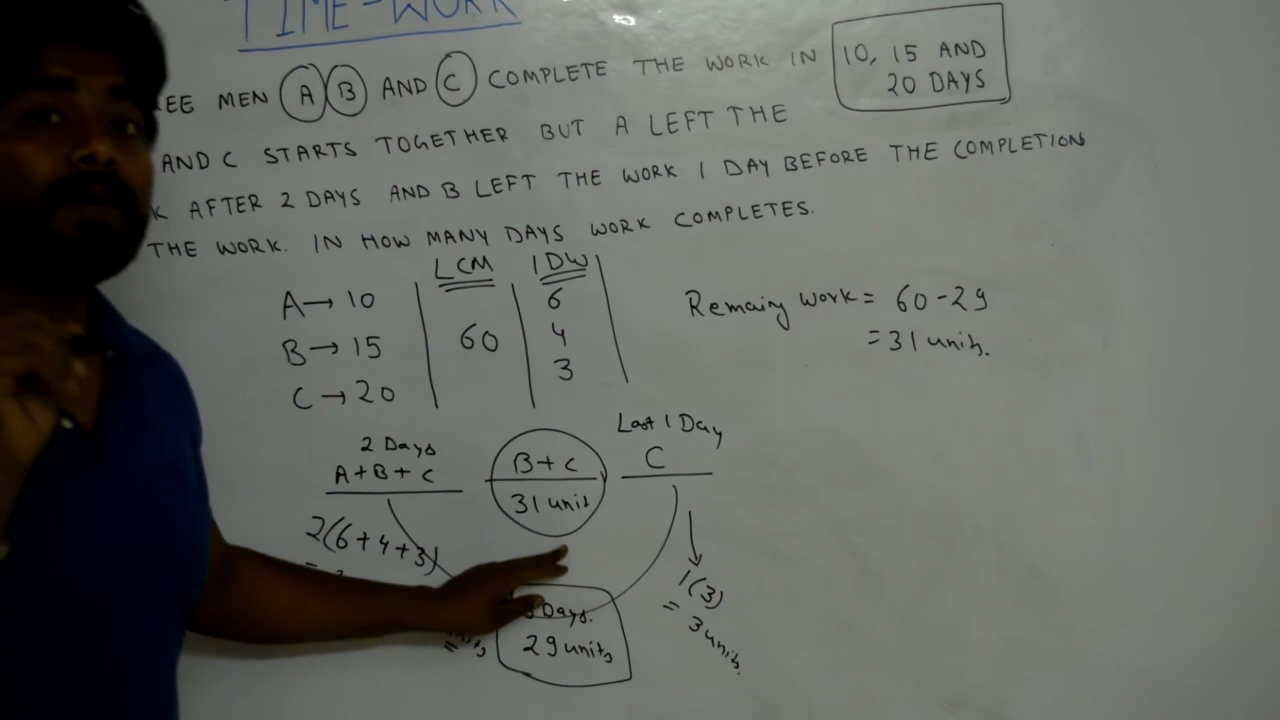 TIME-WORK
EE MEN A B AND C COMPLETE THE WORK IN 10, 15 AND
20 DAYS
AND C STARTS TOGETHER BUT A LEFT THE
K AFTER 2 DAYS AND B LEFT THE WORK 1 DAY BEFORE THE COMPLETION
THE WORK. IN HOW MANY DAYS WORK COMPLETES.
LCM 1DW
A→10 6
B→15 60 4
C→20 3
Remaing work = 60-29
=31 units.
2 Days
A+B+C
B+C
31 unit
Last 1 Day
C
2(6+4+3)
=
1(3)
= 3 units.
Days.
29 units